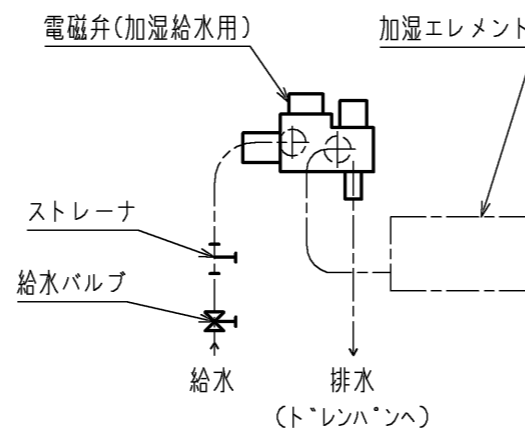 電磁弁(加湿給水用)
加湿エレメント
ストレーナ
給水バルブ
給水
排水
(ドレンパンへ)